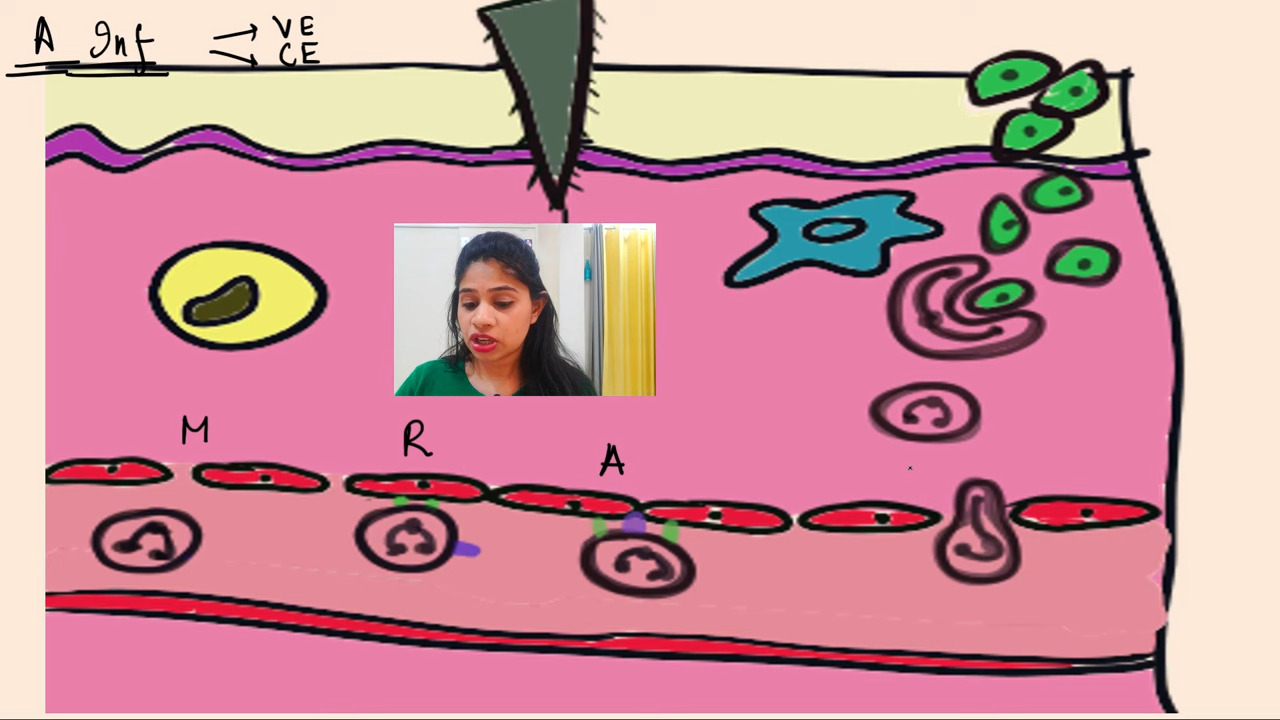 A Inf → VE
→ CE
M
R
A